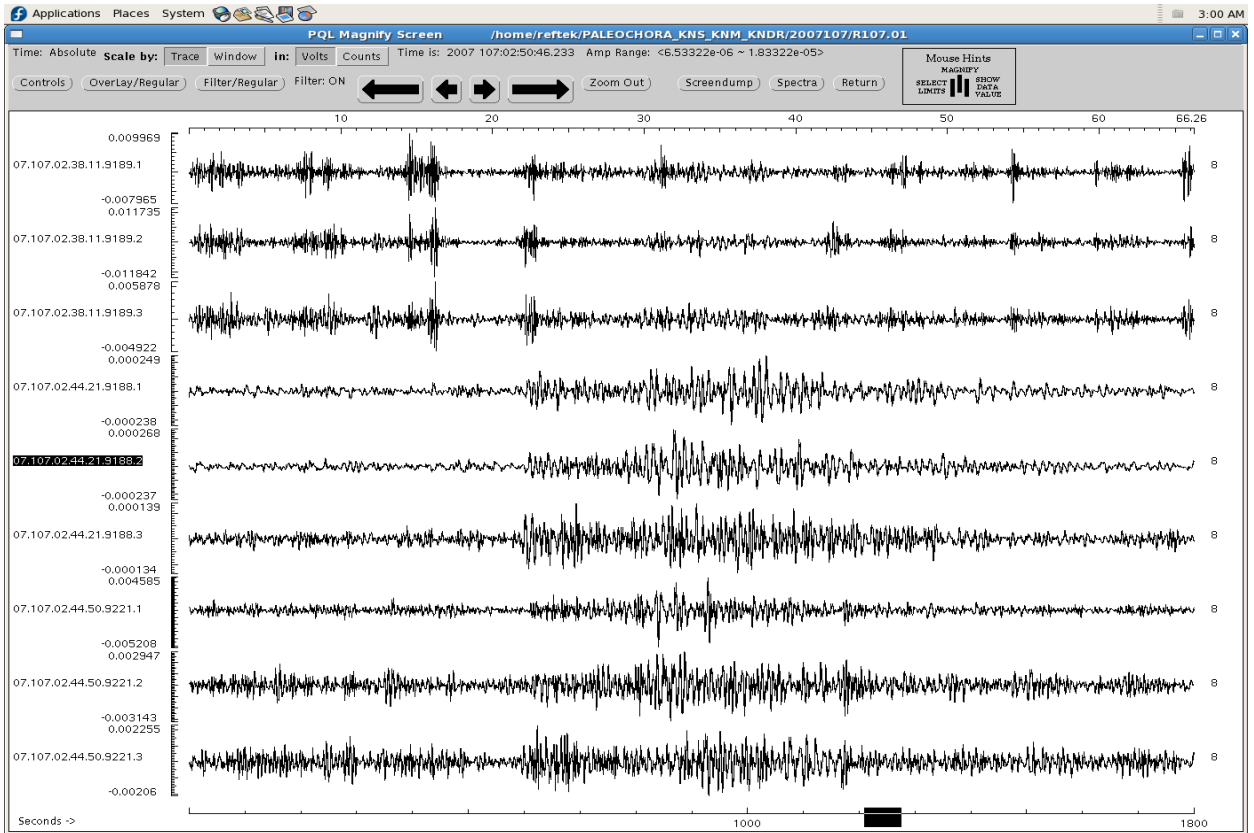 Applications Places System 3:00 AM
PQL Magnify Screen /home/reftek/PALEOCHORA_KNS_KNM_KNDR/2007107/R107.01
Time: Absolute Scale by: Trace Window in: Volts Counts Time is: 2007 107:02:50:46.233 Amp Range: <6.53322e-06 ~ 1.83322e-05>
Mouse Hints
MAGNIFY
SELECT LIMITS
SHOW DATA VALUE
Controls OverLay/Regular Filter/Regular Filter: ON Zoom Out Screendump Spectra Return
10 20 30 40 50 60 66.26
0.009969
07.107.02.38.11.9189.1 8
-0.007965
0.011735
07.107.02.38.11.9189.2 8
-0.011842
0.005878
07.107.02.38.11.9189.3 8
-0.004922
0.000249
07.107.02.44.21.9188.1 8
-0.000238
0.000268
07.107.02.44.21.9188.2 8
-0.000237
0.000139
07.107.02.44.21.9188.3 8
-0.000134
0.004585
07.107.02.44.50.9221.1 8
-0.005208
0.002947
07.107.02.44.50.9221.2 8
-0.003143
0.002255
07.107.02.44.50.9221.3 8
-0.00206
Seconds -> 1000 1800